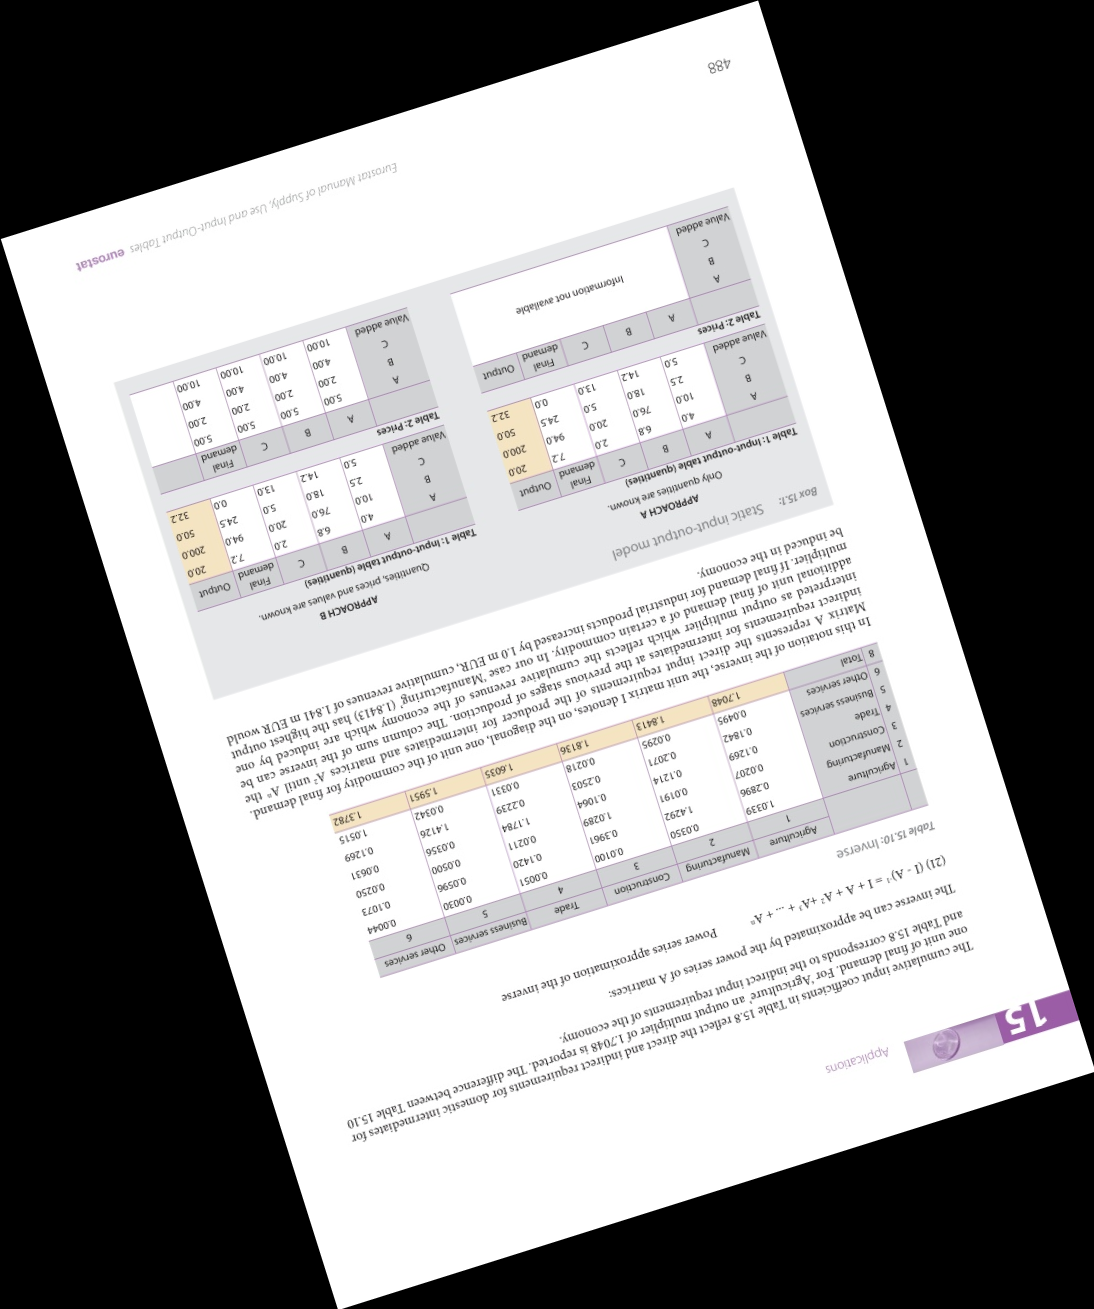 15
Applications
The cumulative input coefficients in Table 15.8 reflect the direct and indirect requirements for domestic intermediates for
one unit of final demand. For ‚Agriculture‘ an output multiplier of 1.7048 is reported. The difference between Table 15.10
and Table 15.8 corresponds to the indirect input requirements of the economy.
The inverse can be approximated by the power series of A matrices:
(21) (I - A)⁻¹ = I + A + A² +A³ + ... + Aⁿ Power series approximation of the inverse
Table 15.10: Inverse
Agriculture Manufacturing Construction Trade Business services Other services
1 2 3 4 5 6
1 Agriculture 1.0339 0.0350 0.0100 0.0051 0.0030 0.0044
2 Manufacturing 0.2896 1.4292 0.3961 0.1420 0.0596 0.1073
3 Construction 0.0207 0.0191 1.0289 0.0211 0.0500 0.0250
4 Trade 0.1269 0.1214 0.1064 1.1784 0.0356 0.0631
5 Business services 0.1842 0.2071 0.2503 0.2239 1.4126 0.1269
6 Other services 0.0495 0.0295 0.0218 0.0331 0.0342 1.0515
8 Total 1.7048 1.8413 1.8136 1.6035 1.5951 1.3782
In this notation of the inverse, the unit matrix I denotes, on the diagonal, one unit of the commodity for final demand.
Matrix A represents the direct input requirements of the producer for intermediates and matrices A² until Aⁿ the
indirect requirements for intermediates at the previous stages of production. The column sum of the inverse can be
interpreted as output multiplier which reflects the cumulative revenues of the economy which are induced by one
additional unit of final demand of a certain commodity. In our case ‚Manufacturing‘ (1.8413) has the highest output
multiplier. If final demand for industrial products increased by 1.0 m EUR, cumulative revenues of 1.841 m EUR would
be induced in the economy.
Box 15.1: Static input-output model
APPROACH A
Only quantities are known.
Table 1: Input-output table (quantities)
A B C Final demand Output
A 4.0 6.8 2.0 7.2 20.0
B 10.0 76.0 20.0 94.0 200.0
C 2.5 18.0 5.0 24.5 50.0
Value added 5.0 14.2 13.0 0.0 32.2
Table 2: Prices
A B C Final demand Output
A
B
C
Value added
Information not available
APPROACH B
Quantities, prices and values are known.
Table 1: Input-output table (quantities)
A B C Final demand Output
A 4.0 6.8 2.0 7.2 20.0
B 10.0 76.0 20.0 94.0 200.0
C 2.5 18.0 5.0 24.5 50.0
Value added 5.0 14.2 13.0 0.0 32.2
Table 2: Prices
A B C Final demand
A 5.00 5.00 5.00 5.00
B 2.00 2.00 2.00 2.00
C 4.00 4.00 4.00 4.00
Value added 10.00 10.00 10.00 10.00
488
Eurostat Manual of Supply, Use and Input-Output Tables eurostat